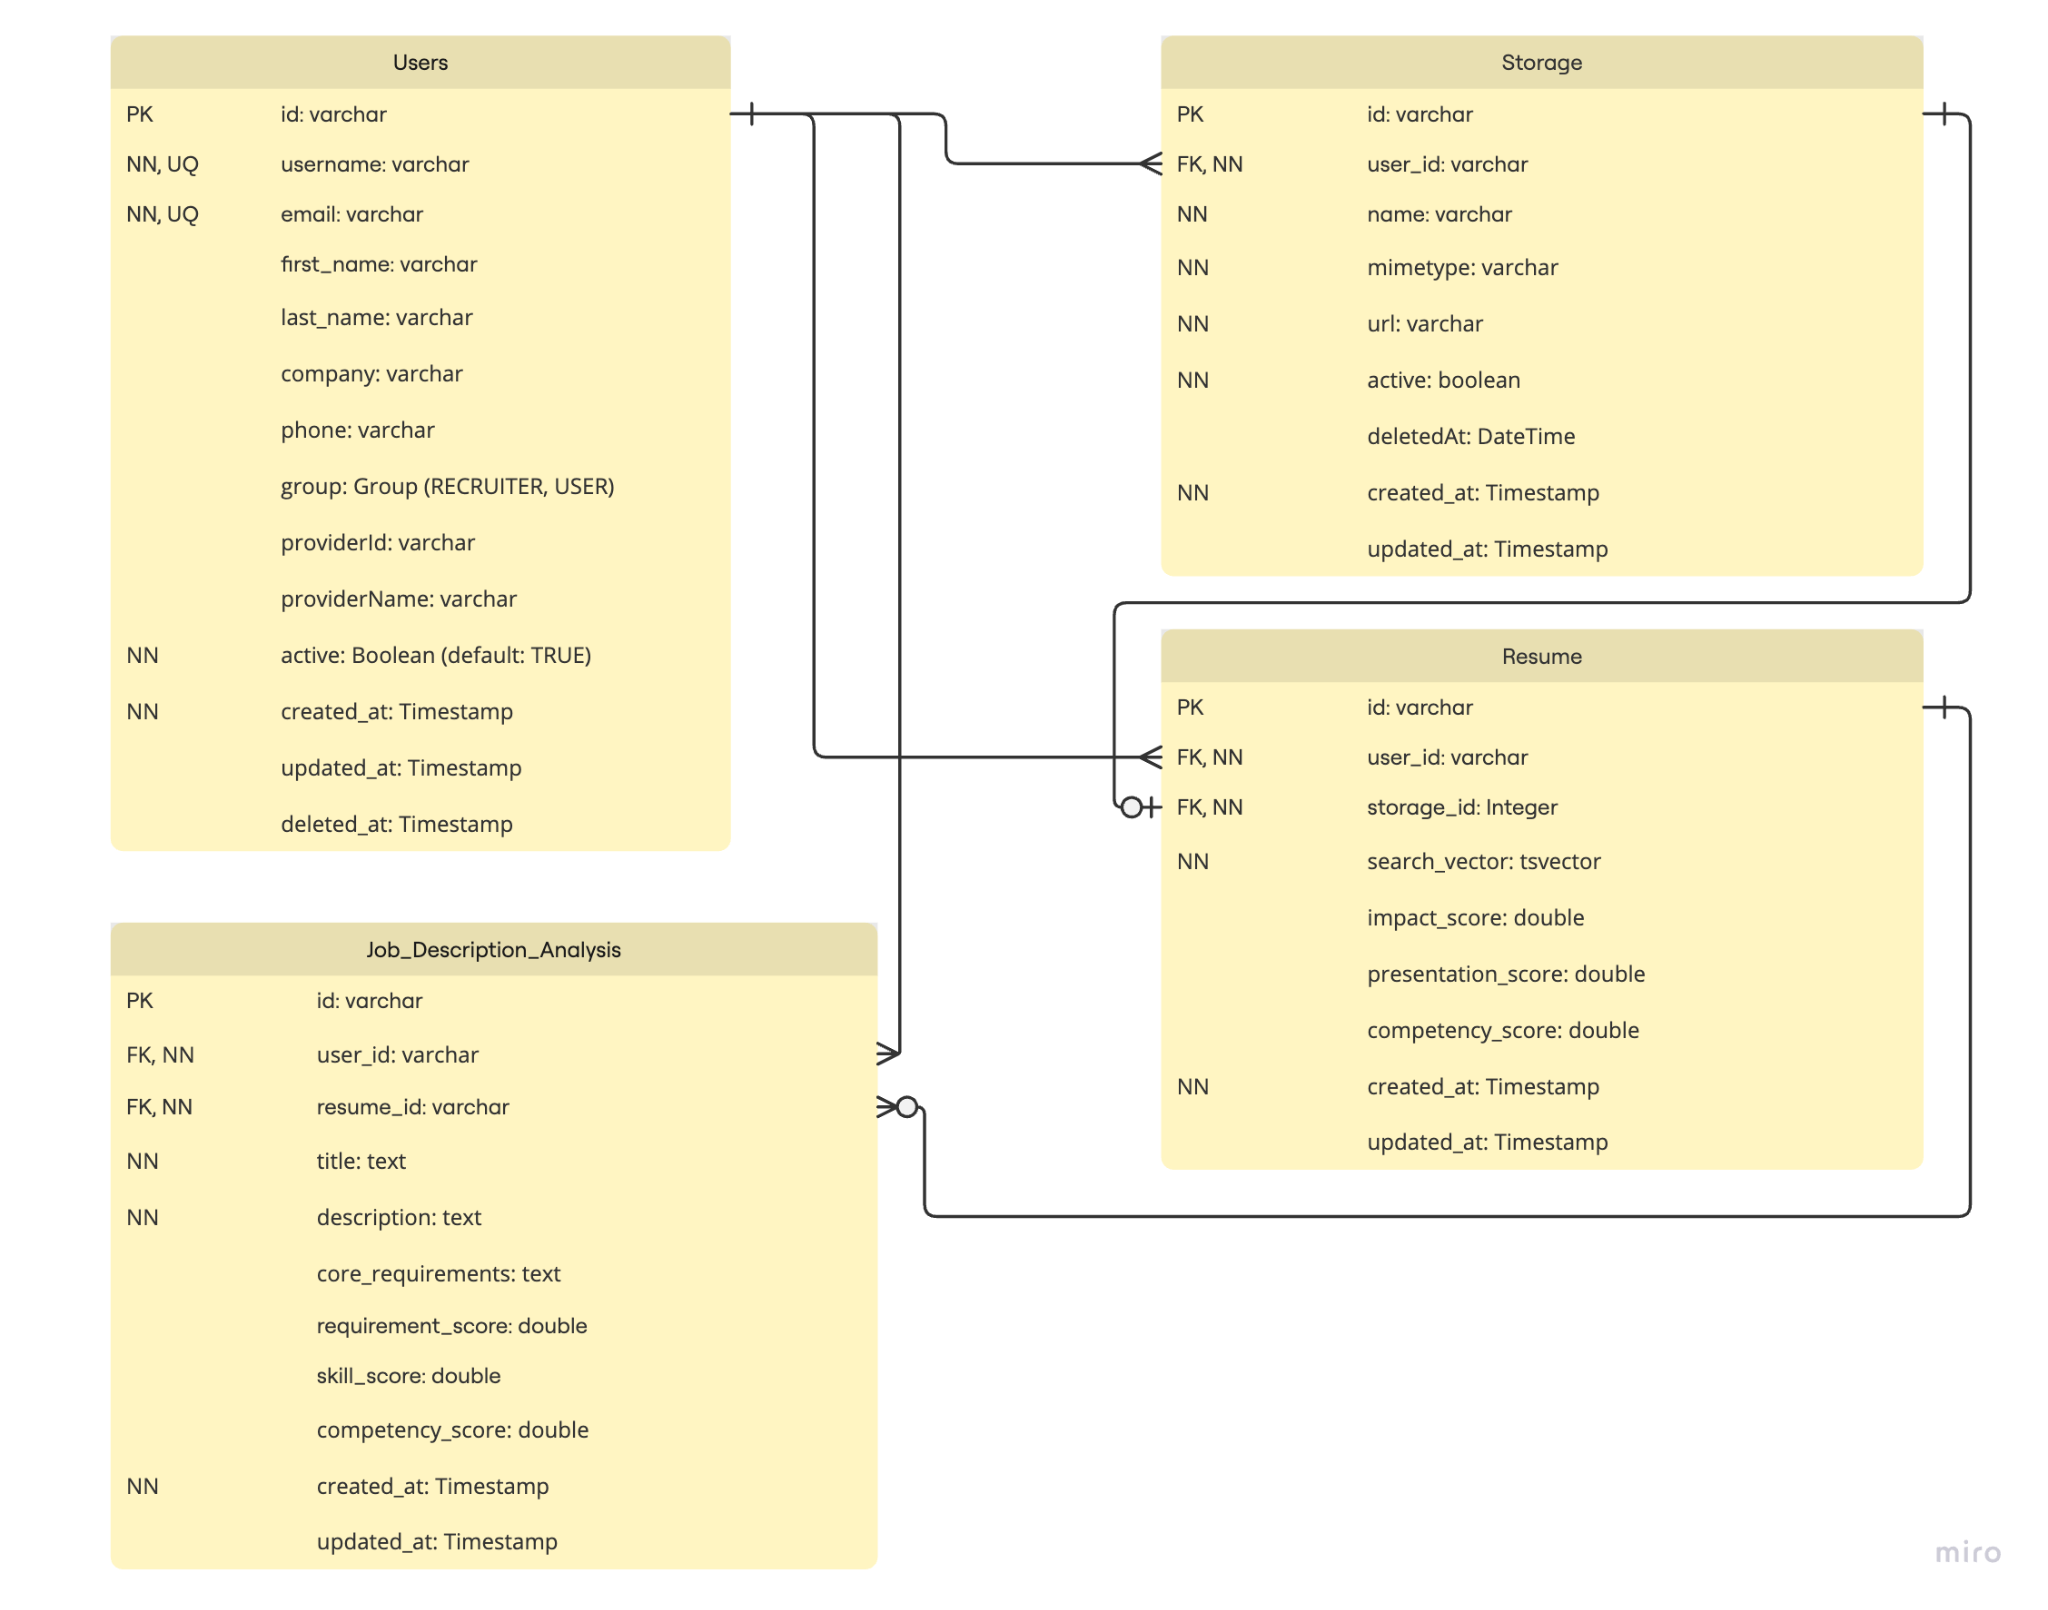 Users
PK id: varchar
NN, UQ username: varchar
NN, UQ email: varchar
first_name: varchar
last_name: varchar
company: varchar
phone: varchar
group: Group (RECRUITER, USER)
providerId: varchar
providerName: varchar
NN active: Boolean (default: TRUE)
NN created_at: Timestamp
updated_at: Timestamp
deleted_at: Timestamp
Storage
PK id: varchar
FK, NN user_id: varchar
NN name: varchar
NN mimetype: varchar
NN url: varchar
NN active: boolean
deletedAt: DateTime
NN created_at: Timestamp
updated_at: Timestamp
Resume
PK id: varchar
FK, NN user_id: varchar
FK, NN storage_id: Integer
NN search_vector: tsvector
impact_score: double
presentation_score: double
competency_score: double
NN created_at: Timestamp
updated_at: Timestamp
Job_Description_Analysis
PK id: varchar
FK, NN user_id: varchar
FK, NN resume_id: varchar
NN title: text
NN description: text
core_requirements: text
requirement_score: double
skill_score: double
competency_score: double
NN created_at: Timestamp
updated_at: Timestamp
miro